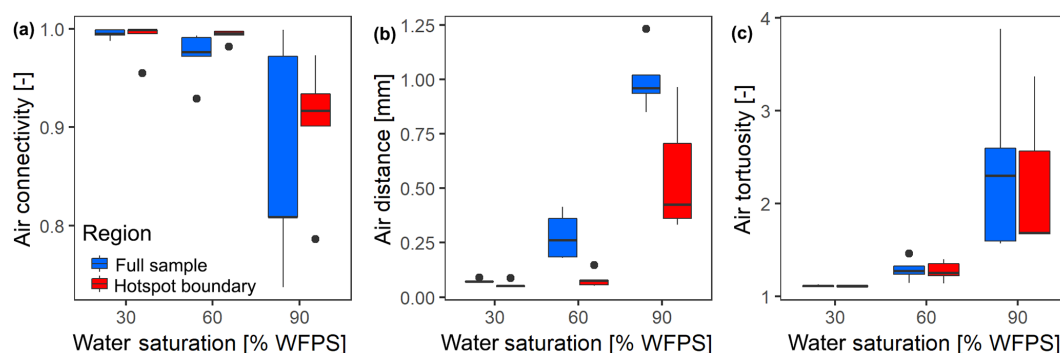 (a)
1.0
0.9
0.8
Air connectivity [-]
Region
Full sample
Hotspot boundary
30 60 90
Water saturation [% WFPS]
(b)
1.00
0.75
0.50
0.25
0.00
Air distance [mm]
30 60 90
Water saturation [% WFPS]
(c)
4
3
2
1
Air tortuosity [-]
30 60 90
Water saturation [% WFPS]